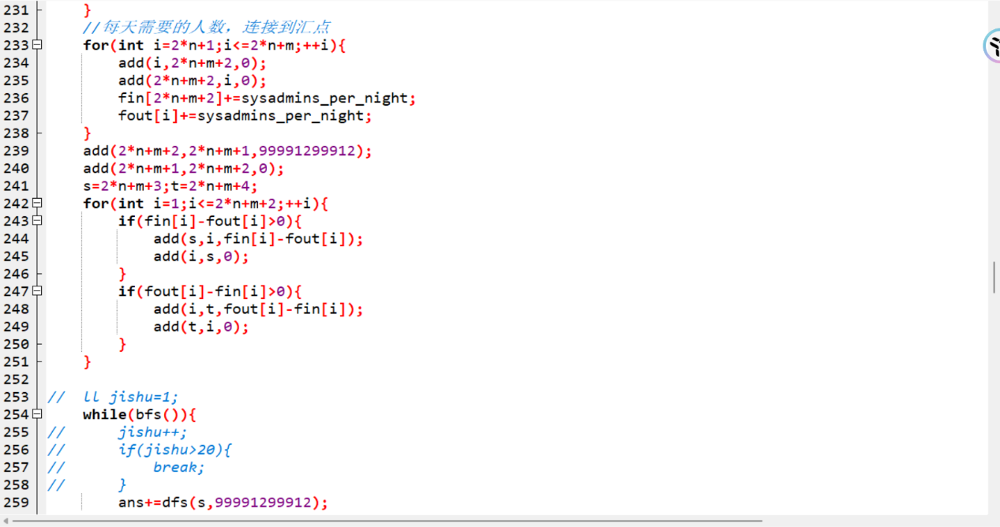 231 }
232 //每天需要的人数，连接到汇点
233 for(int i=2*n+1;i<=2*n+m;++i){
234 add(i,2*n+m+2,0);
235 add(2*n+m+2,i,0);
236 fin[2*n+m+2]+=sysadmins_per_night;
237 fout[i]+=sysadmins_per_night;
238 }
239 add(2*n+m+2,2*n+m+1,99991299912);
240 add(2*n+m+1,2*n+m+2,0);
241 s=2*n+m+3;t=2*n+m+4;
242 for(int i=1;i<=2*n+m+2;++i){
243 if(fin[i]-fout[i]>0){
244 add(s,i,fin[i]-fout[i]);
245 add(i,s,0);
246 }
247 if(fout[i]-fin[i]>0){
248 add(i,t,fout[i]-fin[i]);
249 add(t,i,0);
250 }
251 }
252
253 // ll jishu=1;
254 while(bfs()){
255 // jishu++;
256 // if(jishu>20){
257 // break;
258 // }
259 ans+=dfs(s,99991299912);